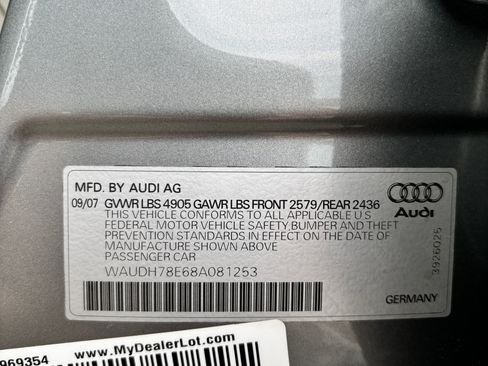 MFD. BY AUDI AG
09/07 GVWR LBS 4905 GAWR LBS FRONT 2579/REAR 2436
THIS VEHICLE CONFORMS TO ALL APPLICABLE U S
FEDERAL MOTOR VEHICLE SAFETY,BUMPER AND THEFT
PREVENTION STANDARDS IN EFFECT ON THE DATE OF
MANUFACTURE SHOWN ABOVE
PASSENGER CAR
WAUDH78E68A081253
Audi
3926025
GERMANY
969354
www.MyDealerLot.com